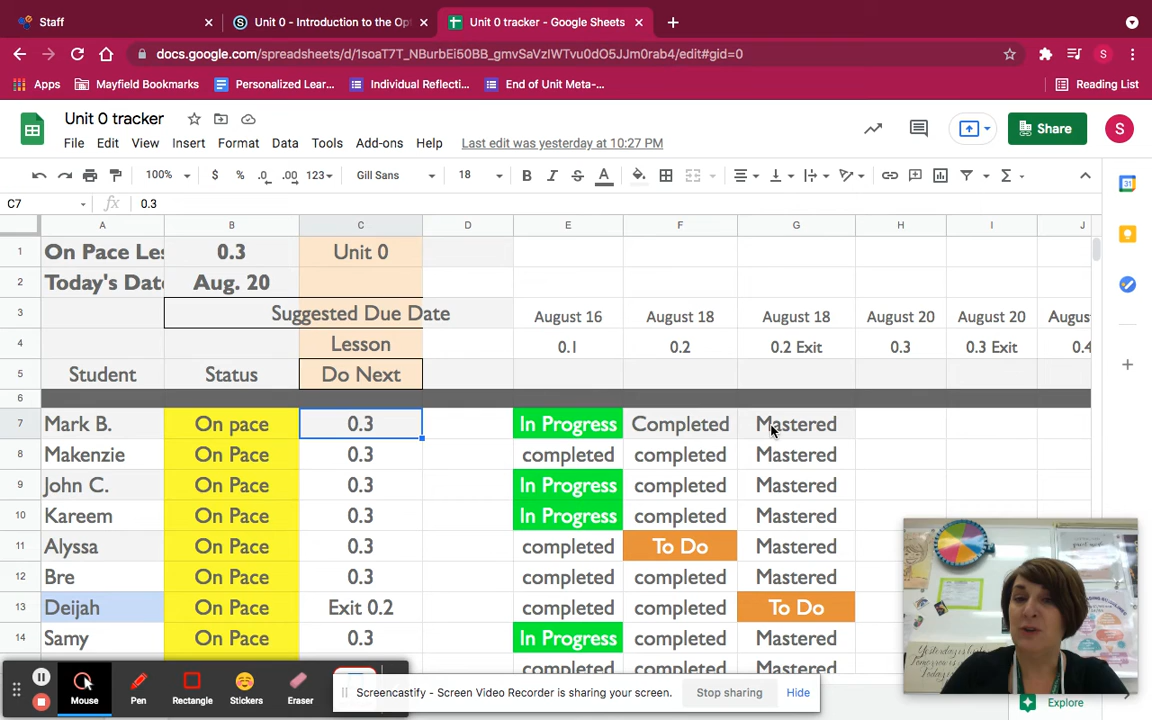 Staff
Unit 0 - Introduction to the Op
Unit 0 tracker - Google Sheets
docs.google.com/spreadsheets/d/1soaT7T_NBurbEi50BB_gmvSaVzIWTvu0dO5JJm0rab4/edit#gid=0
Apps
Mayfield Bookmarks
Personalized Lear...
Individual Reflecti...
End of Unit Meta-...
Reading List
Unit 0 tracker
File Edit View Insert Format Data Tools Add-ons Help Last edit was yesterday at 10:27 PM
Share
S
100% $ % .0 .00 123 Gill Sans 18 B I S A
C7 fx 0.3
A B C D E F G H I J
1 On Pace Les 0.3 Unit 0
2 Today's Date Aug. 20
3 Suggested Due Date August 16 August 18 August 18 August 20 August 20 Augus
4 Lesson 0.1 0.2 0.2 Exit 0.3 0.3 Exit 0.4
5 Student Status Do Next
6
7 Mark B. On pace 0.3 In Progress Completed Mastered
8 Makenzie On Pace 0.3 completed completed Mastered
9 John C. On Pace 0.3 In Progress completed Mastered
10 Kareem On Pace 0.3 In Progress completed Mastered
11 Alyssa On Pace 0.3 completed To Do Mastered
12 Bre On Pace 0.3 completed completed Mastered
13 Deijah On Pace Exit 0.2 completed completed To Do
14 Samy On Pace 0.3 In Progress completed Mastered
completed completed Mastered
Mouse Pen Rectangle Stickers Eraser
Screencastify - Screen Video Recorder is sharing your screen. Stop sharing Hide
Explore